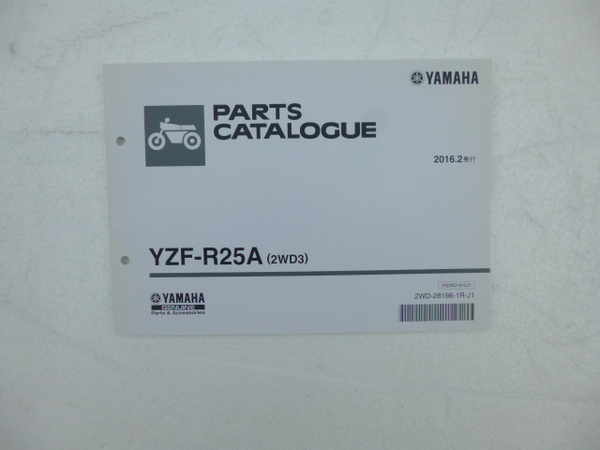 YAMAHA
PARTS
CATALOGUE
2016.2発行
YZF-R25A (2WD3)
YAMAHA
GENUINE
Parts & Accessories
2WD-28198-1R-J1